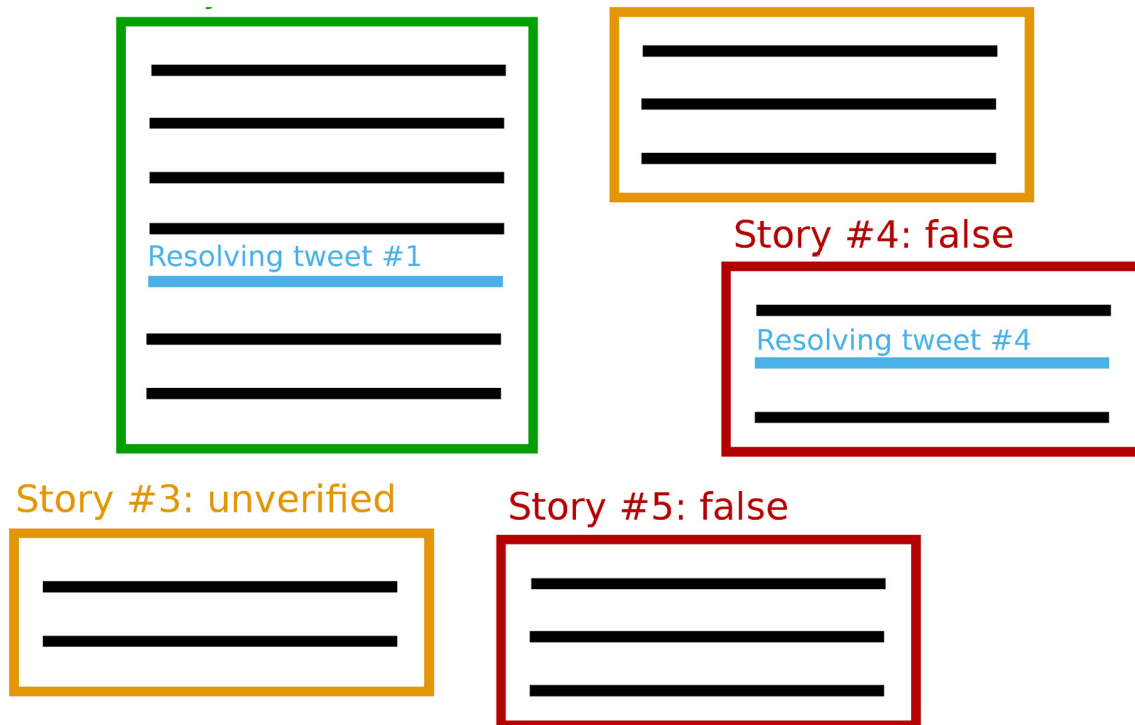 Resolving tweet #1
Story #4: false
Resolving tweet #4
Story #3: unverified
Story #5: false